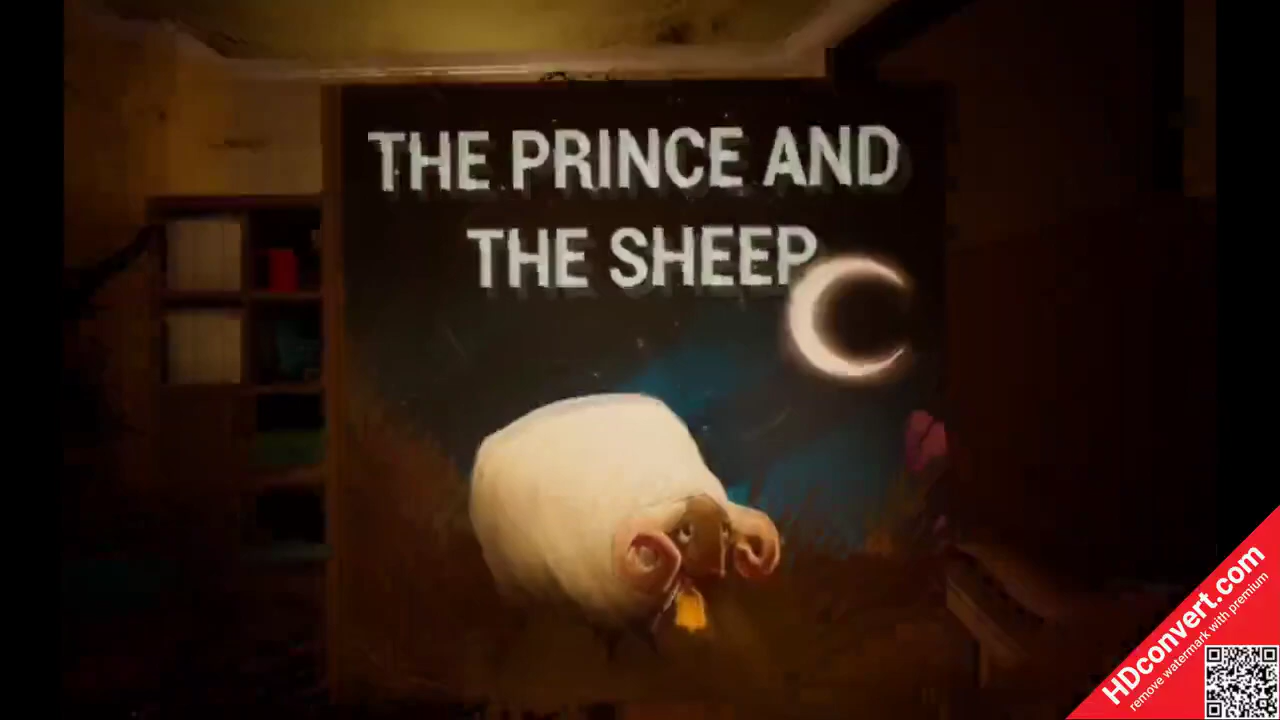 THE PRINCE AND
THE SHEEP
HDconvert.com
remove watermark with premium